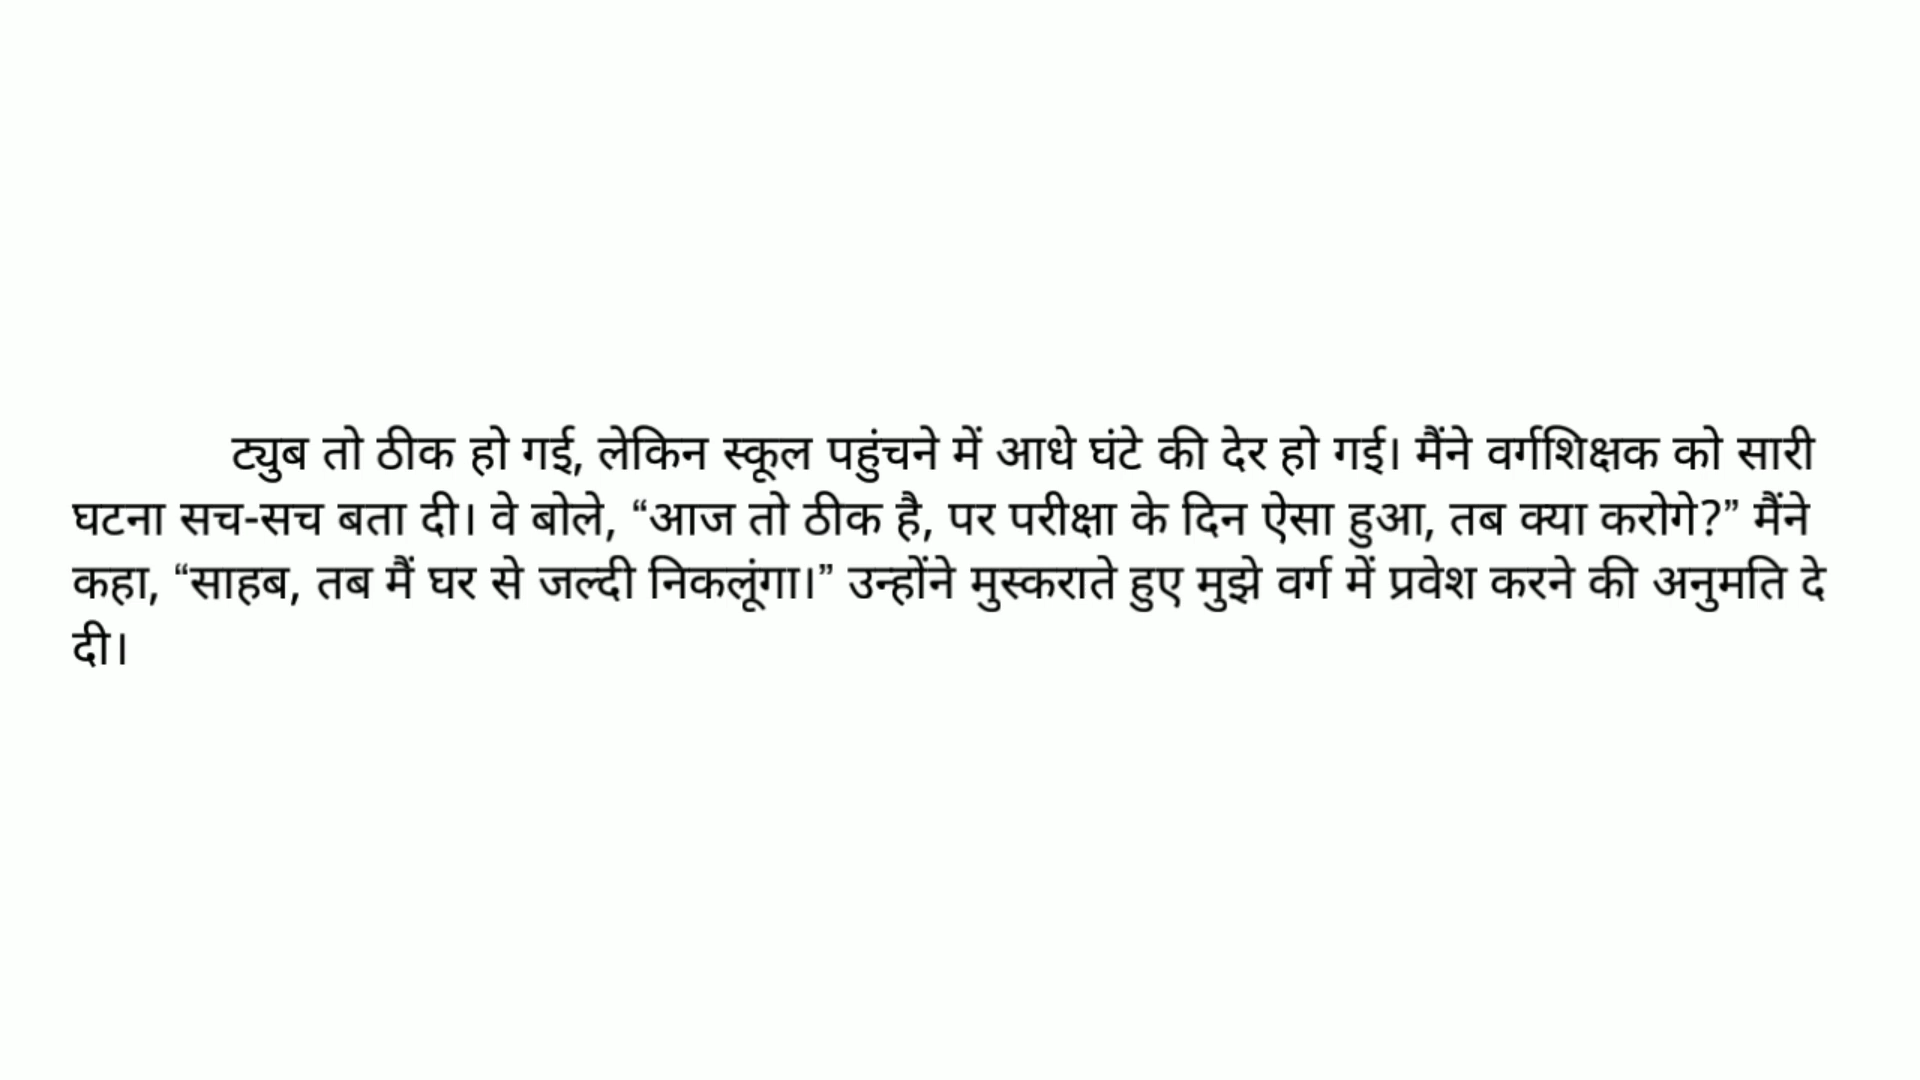 ट्युब तो ठीक हो गई, लेकिन स्कूल पहुंचने में आधे घंटे की देर हो गई। मैंने वर्गशिक्षक को सारी
घटना सच-सच बता दी। वे बोले, “आज तो ठीक है, पर परीक्षा के दिन ऐसा हुआ, तब क्या करोगे?” मैंने
कहा, “साहब, तब मैं घर से जल्दी निकलूंगा।” उन्होंने मुस्कराते हुए मुझे वर्ग में प्रवेश करने की अनुमति दे
दी।